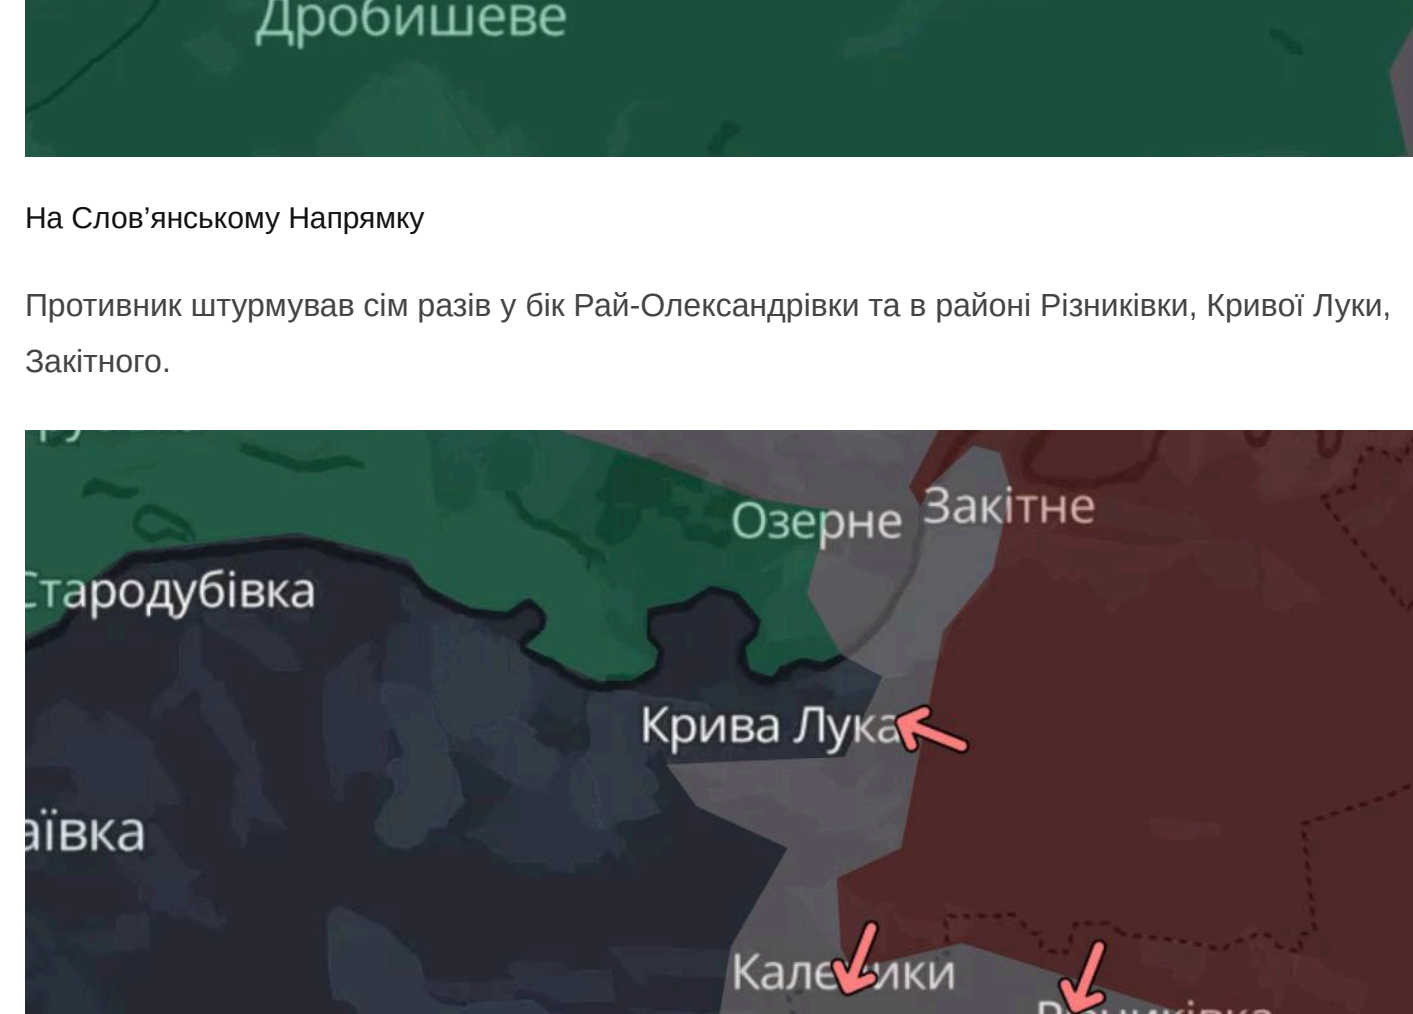 Дробишеве
На Слов’янському Напрямку
Противник штурмував сім разів у бік Рай-Олександрівки та в районі Різниківки, Кривої Луки,
Закітного.
Озерне Закітне
Стародубівка
Крива Лука
аївка